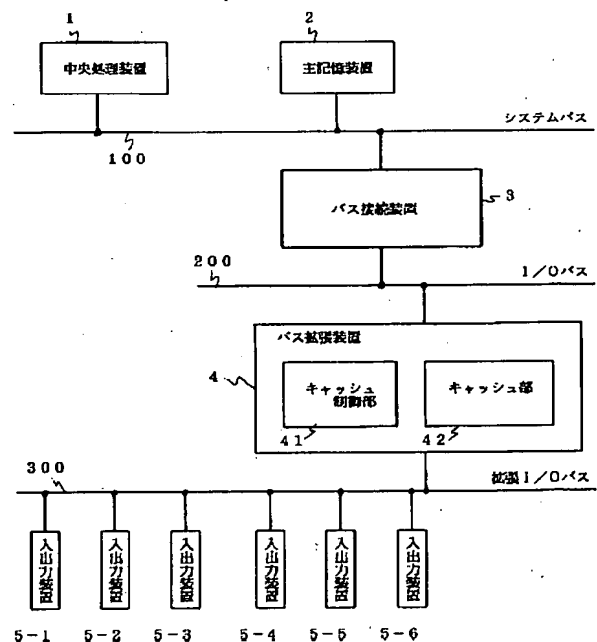 1
2
中央処理装置
主記憶装置
システムバス
100
バス接続装置
3
200
I/Oバス
バス拡張装置
4
キャッシュ
制御部
キャッシュ部
41
42
300
拡張I/Oバス
入出力装置
入出力装置
入出力装置
入出力装置
入出力装置
入出力装置
5-1
5-2
5-3
5-4
5-5
5-6